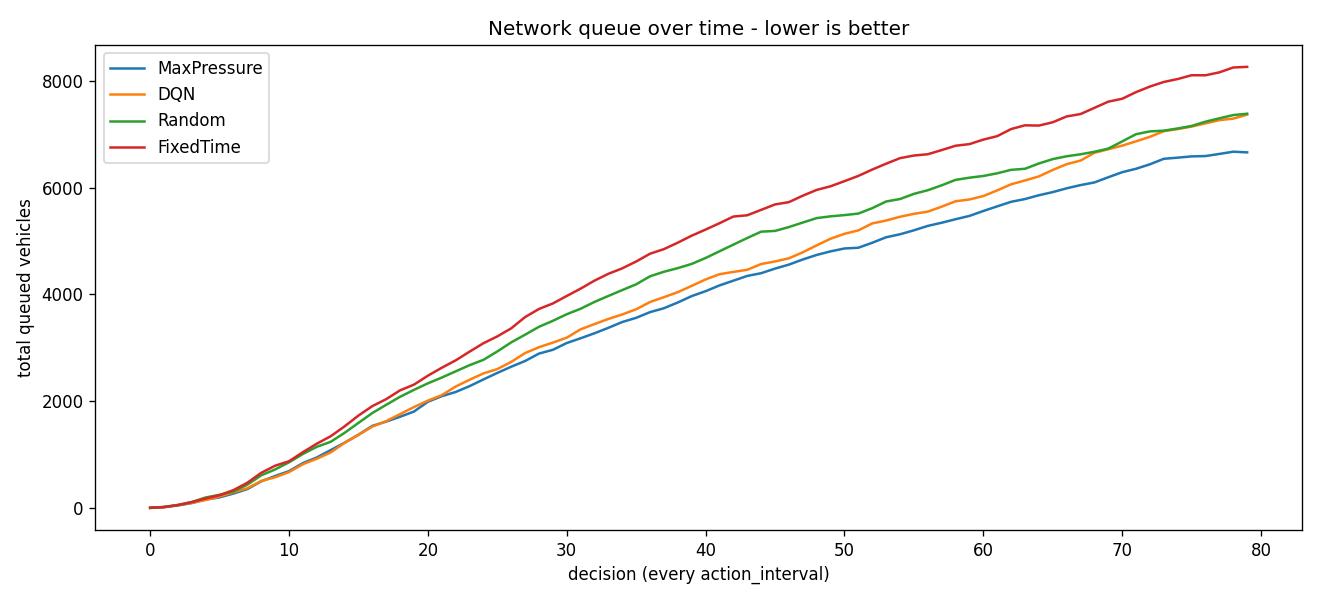 Network queue over time - lower is better
MaxPressure
DQN
Random
FixedTime
total queued vehicles
8000
6000
4000
2000
0
0 10 20 30 40 50 60 70 80
decision (every action_interval)